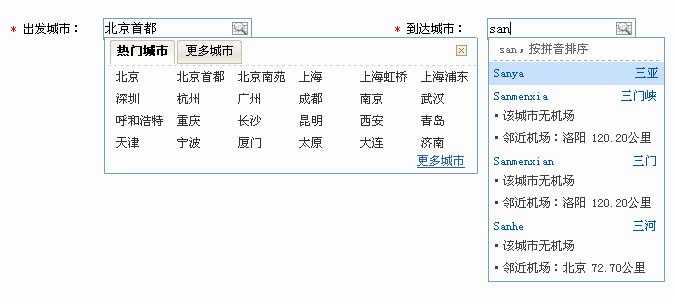 * 出发城市： 北京首都 * 到达城市： san
热门城市 更多城市
北京 北京首都 北京南苑 上海 上海虹桥 上海浦东
深圳 杭州 广州 成都 南京 武汉
呼和浩特 重庆 长沙 昆明 西安 青岛
天津 宁波 厦门 太原 大连 济南
更多城市
san，按拼音排序
Sanya 三亚
Sanmenxia 三门峡
·该城市无机场
·邻近机场：洛阳 120.20公里
Sanmenxian 三门
·该城市无机场
·邻近机场：洛阳 120.20公里
Sanhe 三河
·该城市无机场
·邻近机场：北京 72.70公里